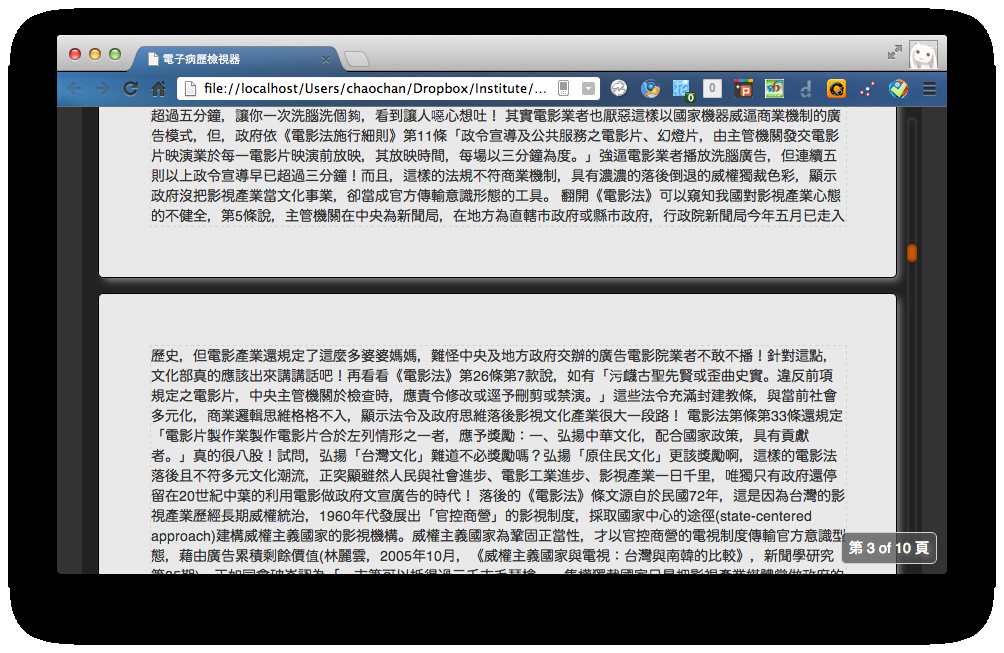 電子病歷檢視器
file://localhost/Users/chaochan/Dropbox/Institute/...
0
0
超過五分鐘，讓你一次洗腦洗個夠，看到讓人噁心想吐！ 其實電影業者也厭惡這樣以國家機器威逼商業機制的廣
告模式，但，政府依《電影法施行細則》第11條「政令宣導及公共服務之電影片、幻燈片，由主管機關發交電影
片映演業於每一電影片映演前放映，其放映時間，每場以三分鐘為度。」強逼電影業者播放洗腦廣告，但連續五
則以上政令宣導早已超過三分鐘！而且，這樣的法規不符商業機制，具有濃濃的落後倒退的威權獨裁色彩，顯示
政府沒把影視產業當文化事業，卻當成官方傳輸意識形態的工具。 翻開《電影法》可以窺知我國對影視產業心態
的不健全，第5條說，主管機關在中央為新聞局，在地方為直轄市政府或縣市政府，行政院新聞局今年五月已走入
歷史，但電影產業還規定了這麼多婆婆媽媽，難怪中央及地方政府交辦的廣告電影院業者不敢不播！針對這點，
文化部真的應該出來講講話吧！再看看《電影法》第26條第7款說，如有「污衊古聖先賢或歪曲史實。違反前項
規定之電影片，中央主管機關於檢查時，應責令修改或逕予刪剪或禁演。」這些法令充滿封建教條，與當前社會
多元化，商業邏輯思維格格不入，顯示法令及政府思維落後影視文化產業很大一段路！ 電影法第條第33條還規定
「電影片製作業製作電影片合於左列情形之一者，應予獎勵：一、弘揚中華文化，配合國家政策，具有貢獻
者。」真的很八股！試問，弘揚「台灣文化」難道不必獎勵嗎？弘揚「原住民文化」更該獎勵啊，這樣的電影法
落後且不符多元文化潮流，正突顯雖然人民與社會進步、電影工業進步、影視產業一日千里，唯獨只有政府還停
留在20世紀中葉的利用電影做政府文宣廣告的時代！ 落後的《電影法》條文源自於民國72年，這是因為台灣的影
視產業歷經長期威權統治，1960年代發展出「官控商營」的影視制度，採取國家中心的途徑(state-centered
approach)建構威權主義國家的影視機構。威權主義國家為鞏固正當性，才以官控商營的電視制度傳輸官方意識型
態，藉由廣告累積剩餘價值(林麗雲，2005年10月，《威權主義國家與電視：台灣與南韓的比較》，新聞學研究
第 3 of 10 頁